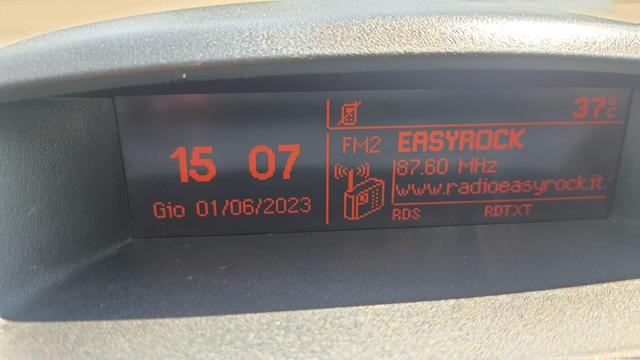 37°C
15 07
Gio 01/06/2023
FM2 EASYROCK
87.60 MHz
www.radioeasyrock.it
RDS RDTXT